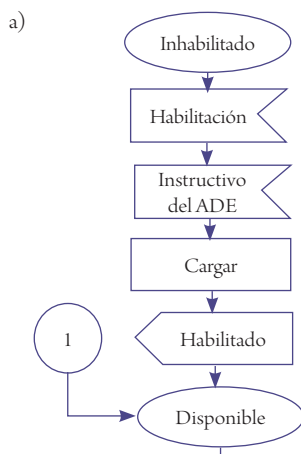 a)
Inhabilitado
Habilitación
Instructivo
del ADE
Cargar
Habilitado
1
Disponible